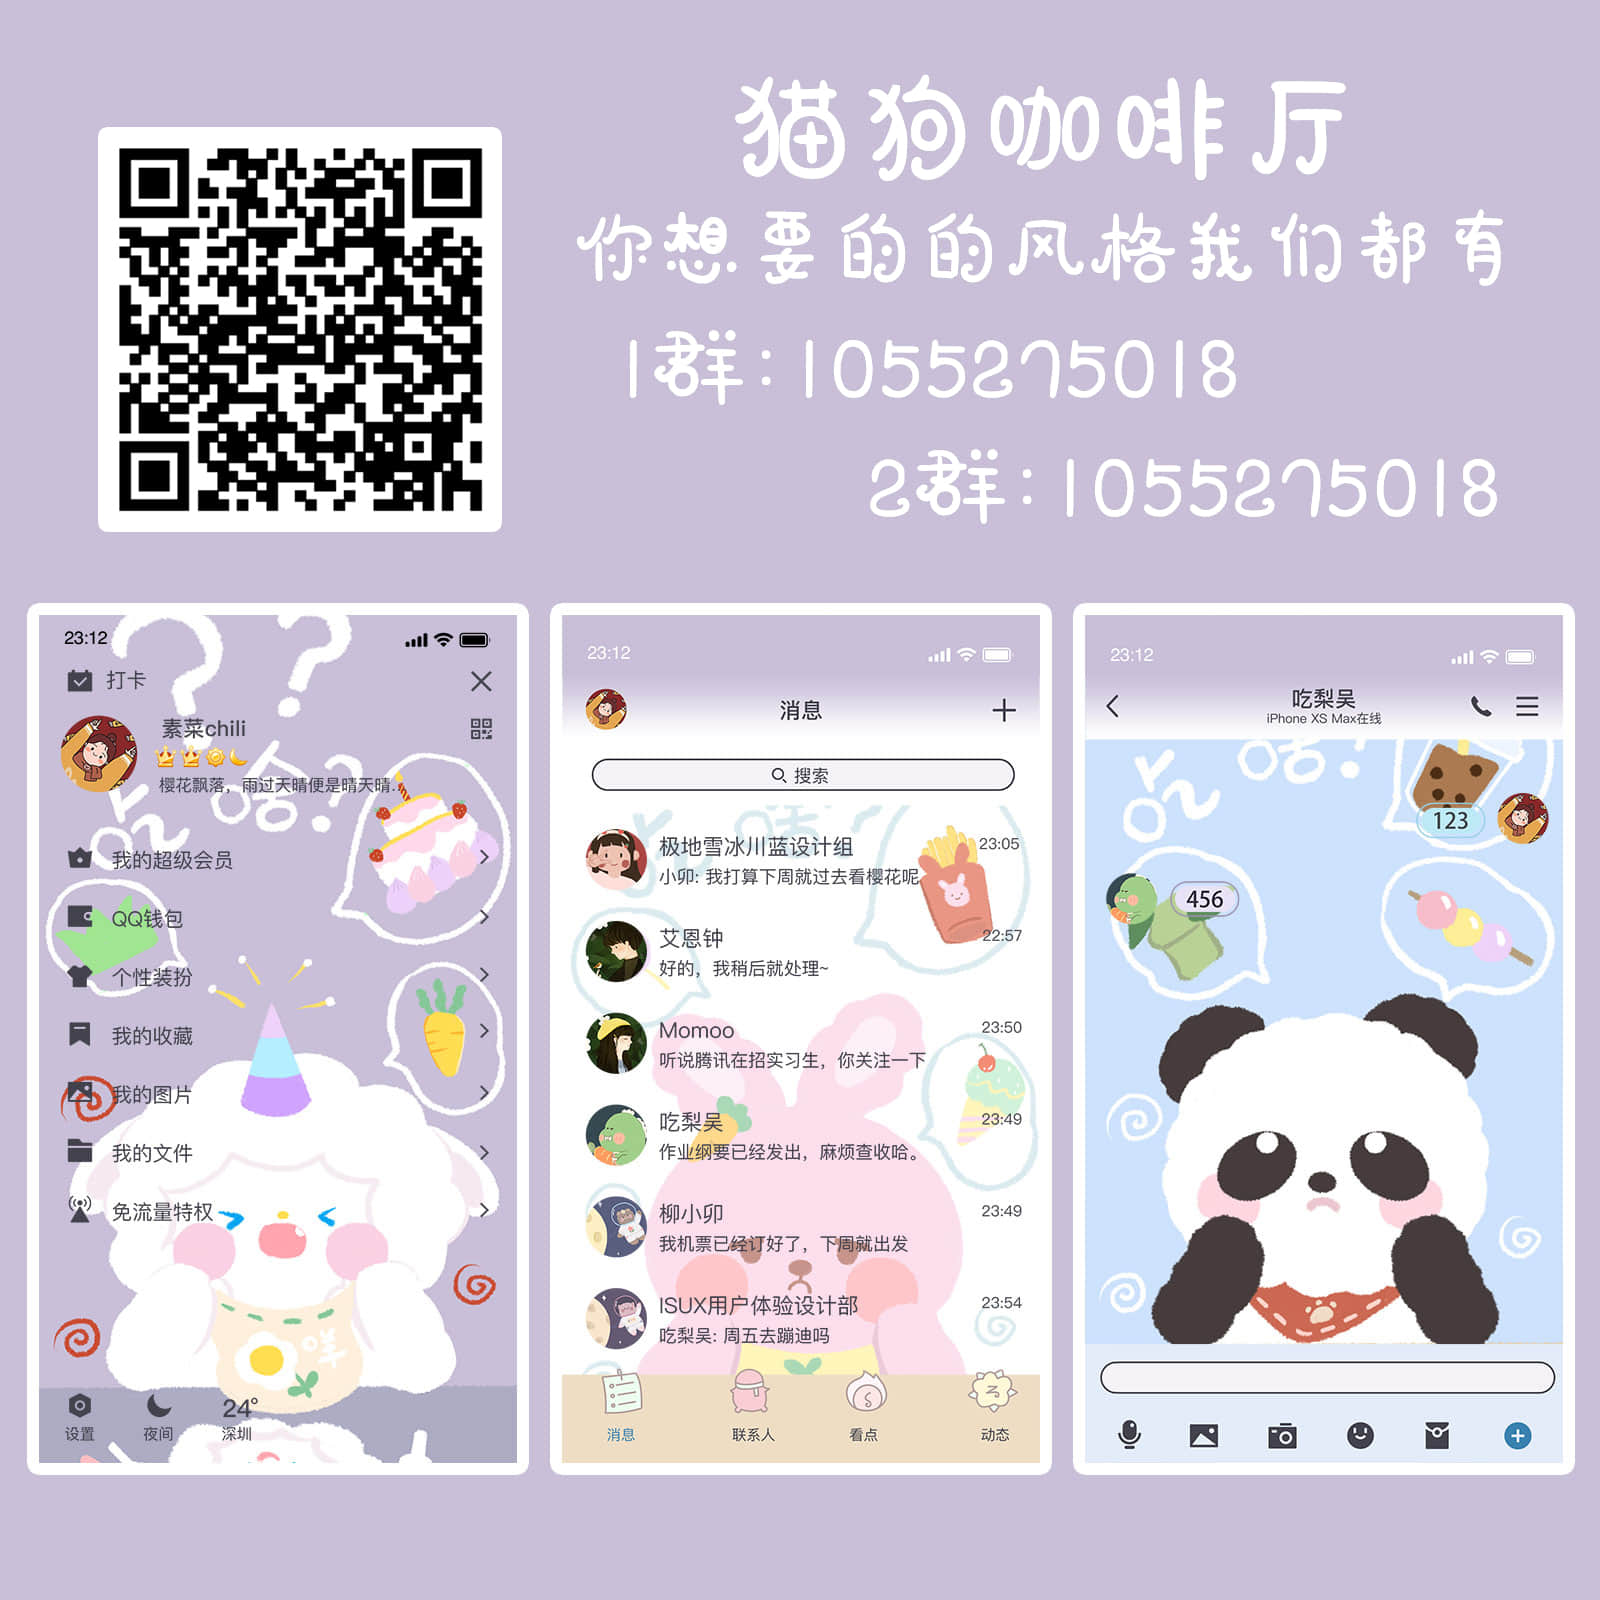 猫狗咖啡厅
你想要的的风格我们都有
1群:1055275018
2群:1055275018
??
23:12
打卡
素菜chili
樱花飘落，雨过天晴便是晴天晴..
吃啥?
我的超级会员
QQ钱包
个性装扮
我的收藏
我的图片
我的文件
免流量特权
咩
24°
设置 夜间 深圳
23:12
消息
搜索
吃啥?
极地雪冰川蓝设计组 23:05
小卯: 我打算下周就过去看樱花呢
艾恩钟 22:57
好的，我稍后就处理~
Momoo 23:50
听说腾讯在招实习生，你关注一下
吃梨吴 23:49
作业纲要已经发出，麻烦查收哈。
柳小卯 23:49
我机票已经订好了，下周就出发
ISUX用户体验设计部 23:54
吃梨吴: 周五去蹦迪吗
消息 联系人 看点 动态
23:12
吃梨吴
iPhone XS Max在线
吃啥?
123
456